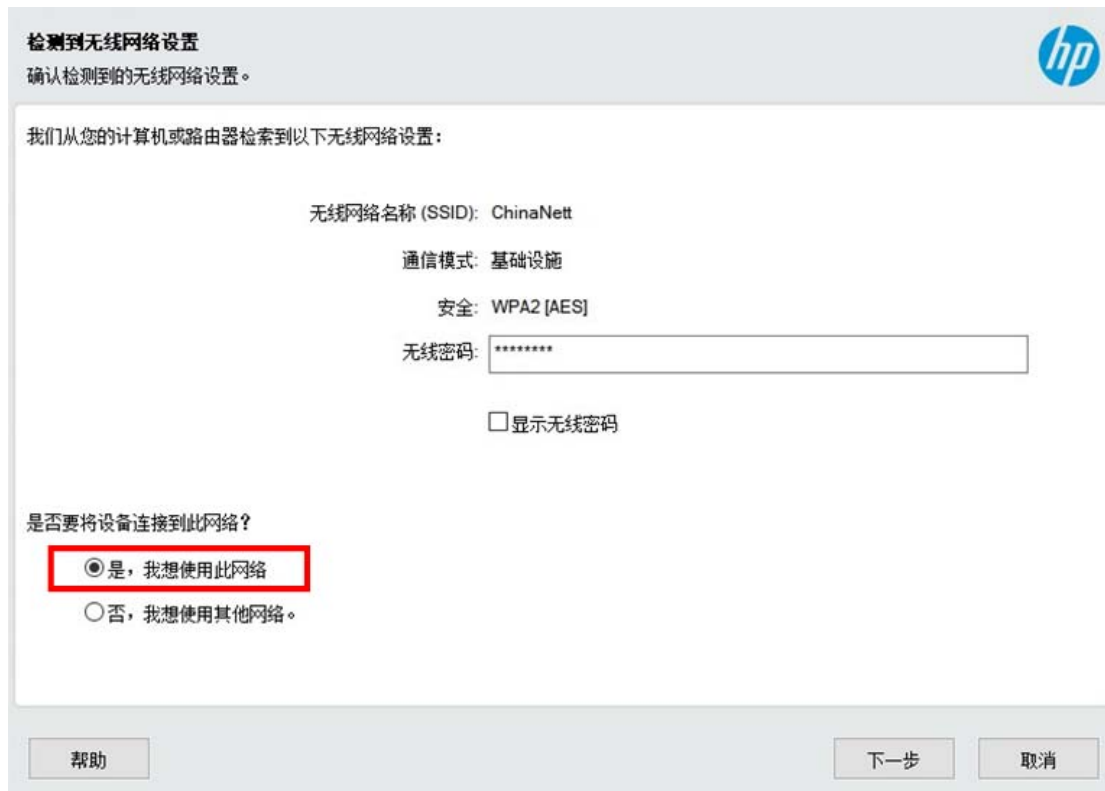 检测到无线网络设置
hp
确认检测到的无线网络设置。
我们从您的计算机或路由器检索到以下无线网络设置：
无线网络名称 (SSID): ChinaNett
通信模式: 基础设施
安全: WPA2 [AES]
无线密码: ********
显示无线密码
是否要将设备连接到此网络？
是，我想使用此网络
否，我想使用其他网络。
帮助 下一步 取消